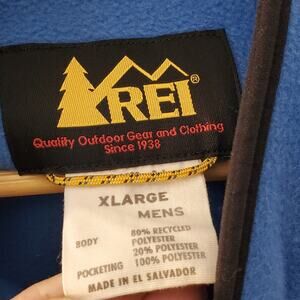 REI®
Quality Outdoor Gear and Clothing
Since 1938
XLARGE
MENS
BODY 80% RECYCLED
POLYESTER
20% POLYESTER
POCKETING 100% POLYESTER
MADE IN EL SALVADOR